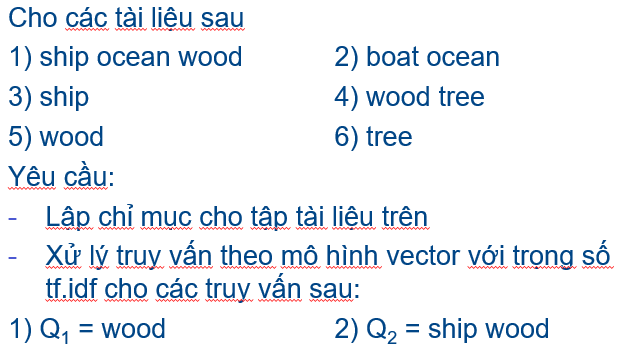 Cho các tài liệu sau
1) ship ocean wood 2) boat ocean
3) ship 4) wood tree
5) wood 6) tree
Yêu cầu:
- Lập chỉ mục cho tập tài liệu trên
- Xử lý truy vấn theo mô hình vector với trọng số
tf.idf cho các truy vấn sau:
1) Q₁ = wood 2) Q₂ = ship wood